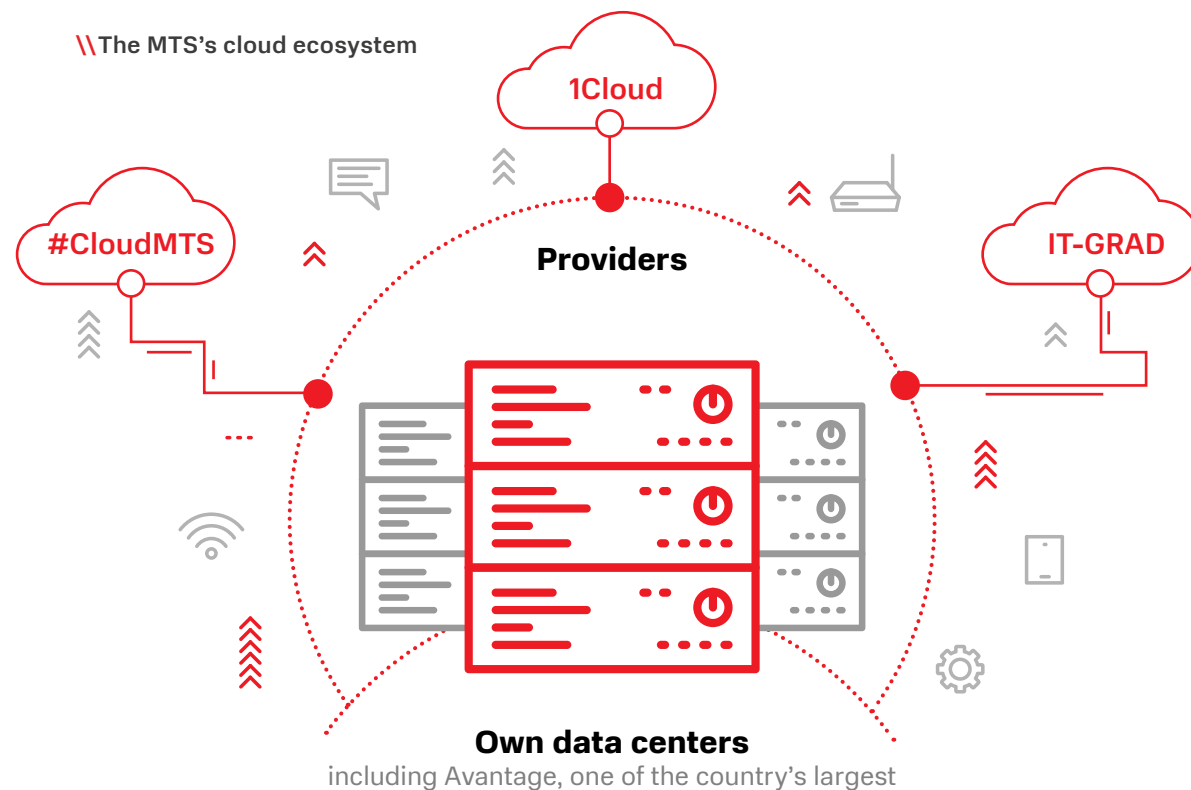 \\The MTS's cloud ecosystem
1Cloud
#CloudMTS
IT-GRAD
Providers
Own data centers
including Avantage, one of the country's largest